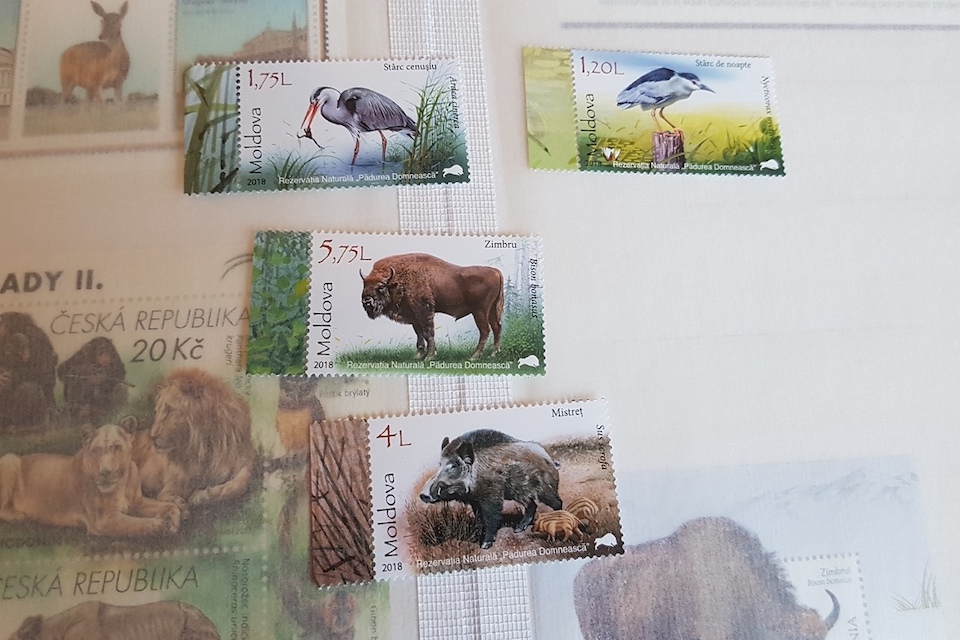 1,75L
Stârc cenușiu
Ardea cinerea
Moldova
2018 Rezervația Naturală „Pădurea Domnească"
1,20L
Stârc de noapte
Moldova
Rezervația Naturală „Pădurea Domnească"
5,75L
Zimbru
Bison bonasus
Moldova
2018 Rezervația Naturală „Pădurea Domnească"
4L
Mistreț
Sus scrofa
Moldova
2018 Rezervația Naturală „Pădurea Domnească"
ADY II.
ČESKÁ REPUBLIKA
20 Kč
brýlatý
ČESKÁ REPUBLIKA
Zimbrul
Bison bonasus